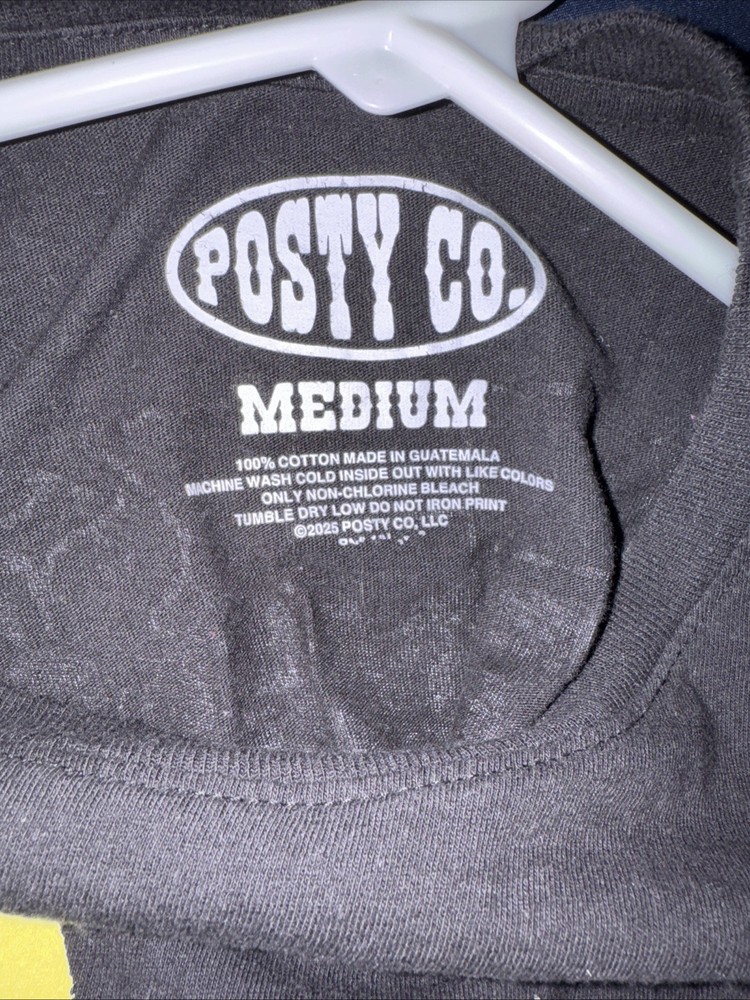 POSTY CO.
MEDIUM
100% COTTON MADE IN GUATEMALA
MACHINE WASH COLD INSIDE OUT WITH LIKE COLORS
ONLY NON-CHLORINE BLEACH
TUMBLE DRY LOW DO NOT IRON PRINT
©2025 POSTY CO, LLC